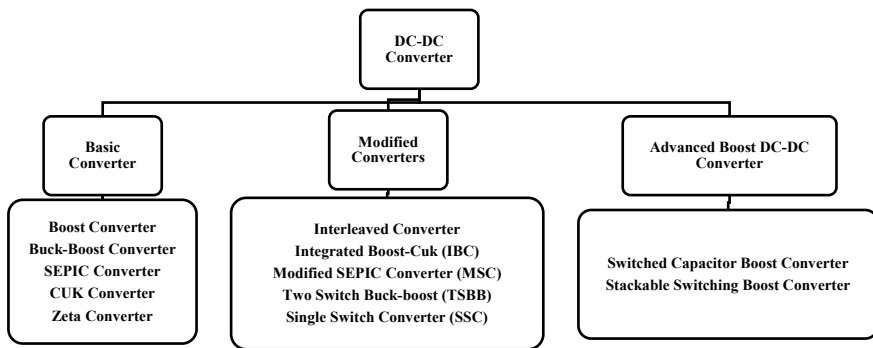 DC-DC
Converter
Basic
Converter
Modified
Converters
Advanced Boost DC-DC
Converter
Boost Converter
Buck-Boost Converter
SEPIC Converter
CUK Converter
Zeta Converter
Interleaved Converter
Integrated Boost-Cuk (IBC)
Modified SEPIC Converter (MSC)
Two Switch Buck-boost (TSBB)
Single Switch Converter (SSC)
Switched Capacitor Boost Converter
Stackable Switching Boost Converter